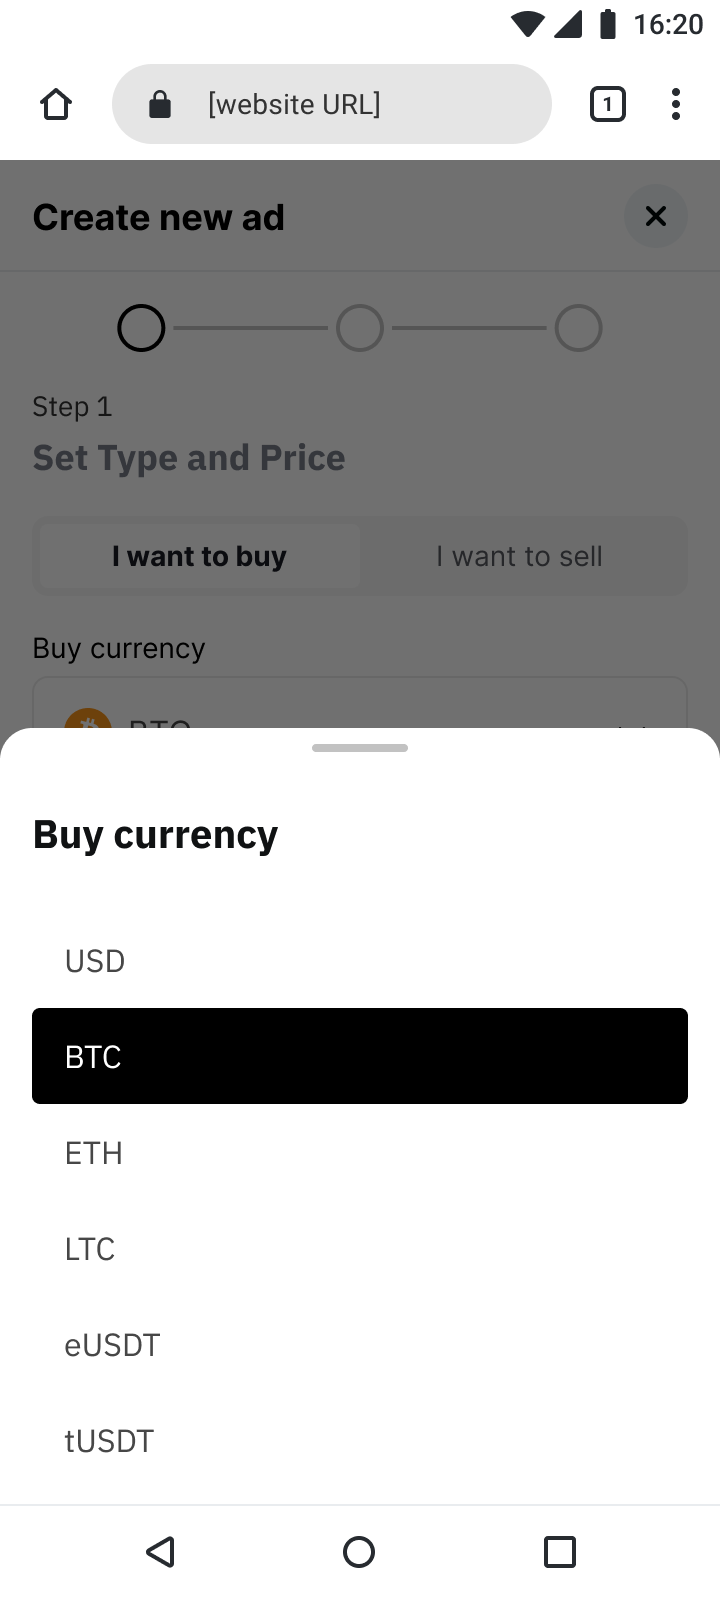 16:20
[website URL]
1
Create new ad
Step 1
Set Type and Price
I want to buy
I want to sell
Buy currency
BTC
Buy currency
USD
BTC
ETH
LTC
eUSDT
tUSDT